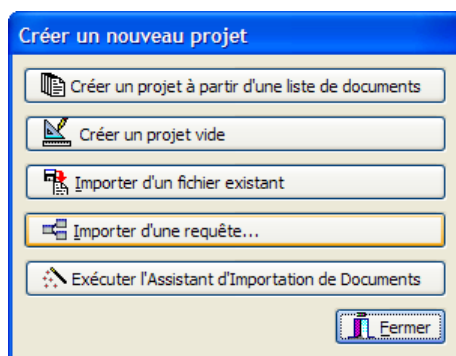 Créer un nouveau projet
Créer un projet à partir d'une liste de documents
Créer un projet vide
Importer d'un fichier existant
Importer d'une requête...
Exécuter l'Assistant d'Importation de Documents
Fermer